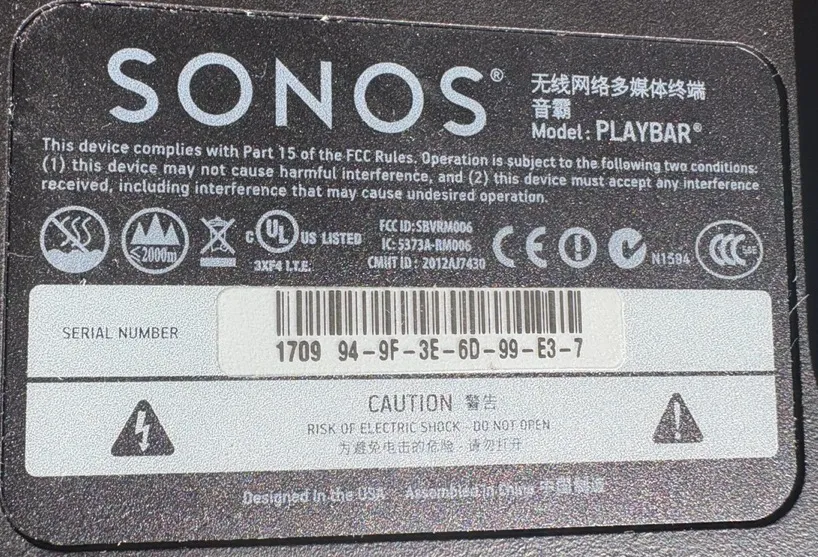 SONOS®
无线网络多媒体终端
音霸
Model: PLAYBAR®
This device complies with Part 15 of the FCC Rules. Operation is subject to the following two conditions:
(1) this device may not cause harmful interference, and (2) this device must accept any interference
received, including interference that may cause undesired operation.
≤2000m
C UL US LISTED
3XF4 I.T.E.
FCC ID: SBVRM006
IC: 5373A-RM006
CMIIT ID: 2012AJ7430
CE
N1594
CCC
S&E
SERIAL NUMBER
1709 94-9F-3E-6D-99-E3-7
CAUTION 警告
RISK OF ELECTRIC SHOCK - DO NOT OPEN
为避免电击的危险 - 请勿打开
Designed in the USA Assembled in China 中国制造